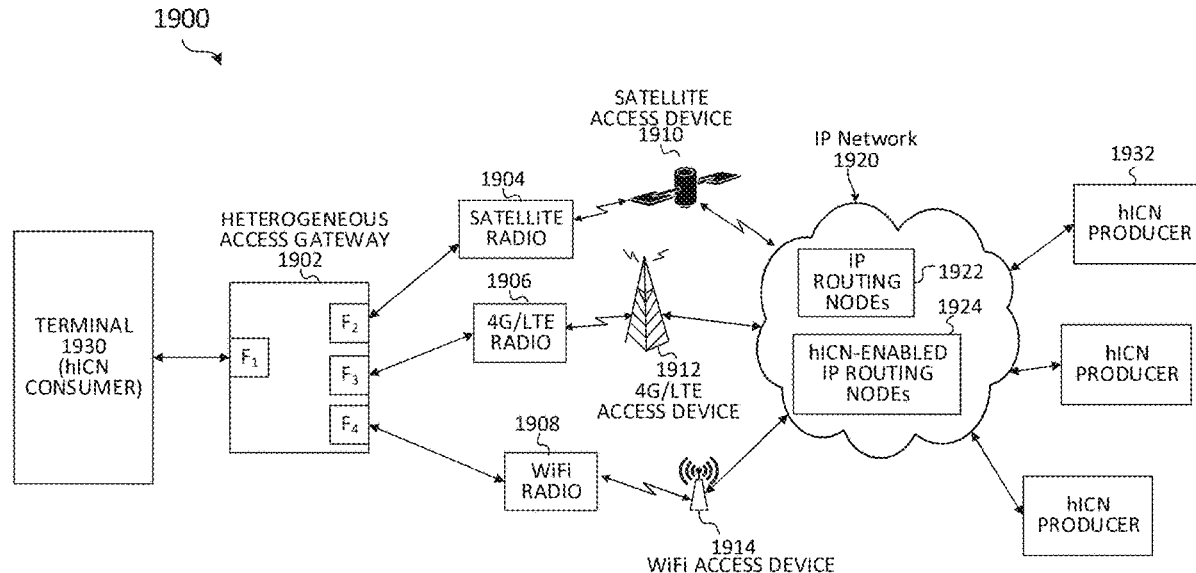 1900
SATELLITE
ACCESS DEVICE
1910
IP Network
1920
1932
hICN
PRODUCER
1904
SATELLITE
RADIO
HETEROGENEOUS
ACCESS GATEWAY
1902
IP
ROUTING
NODEs
1922
1924
1906
4G/LTE
RADIO
TERMINAL
1930
(hICN
CONSUMER)
F1
F2
F3
F4
hICN-ENABLED
IP ROUTING
NODEs
hICN
PRODUCER
1912
4G/LTE
ACCESS DEVICE
1908
WiFi
RADIO
1914
WiFi ACCESS DEVICE
hICN
PRODUCER